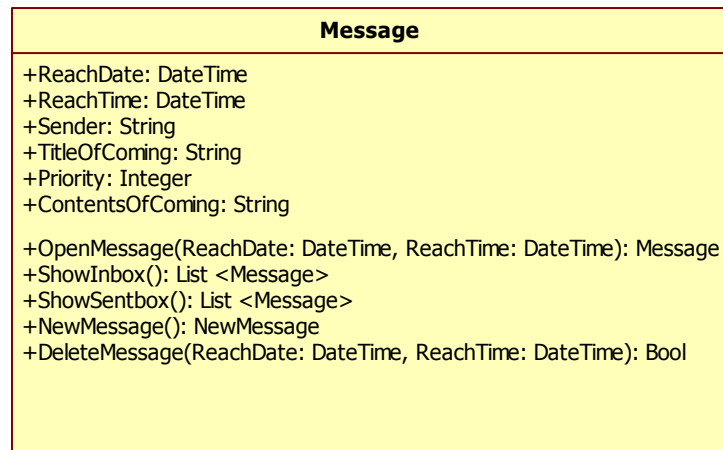 Message
+ReachDate: DateTime
+ReachTime: DateTime
+Sender: String
+TitleOfComing: String
+Priority: Integer
+ContentsOfComing: String
+OpenMessage(ReachDate: DateTime, ReachTime: DateTime): Message
+ShowInbox(): List <Message>
+ShowSentbox(): List <Message>
+NewMessage(): NewMessage
+DeleteMessage(ReachDate: DateTime, ReachTime: DateTime): Bool